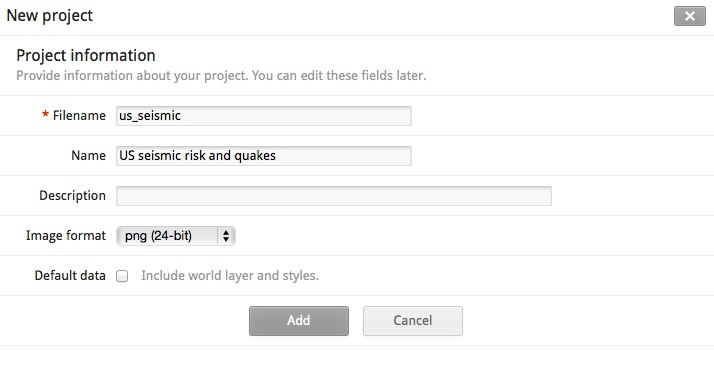 New project
Project information
Provide information about your project. You can edit these fields later.
* Filename us_seismic
Name US seismic risk and quakes
Description
Image format png (24-bit)
Default data Include world layer and styles.
Add Cancel